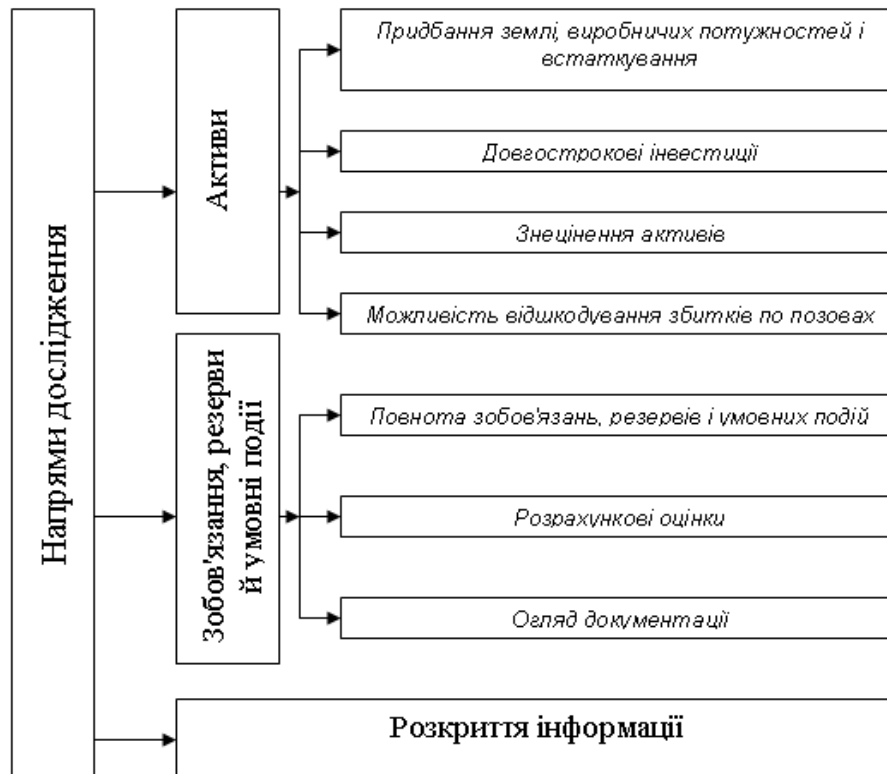 Напрями дослідження
Активи
Придбання землі, виробничих потужностей і
встаткування
Довгострокові інвестиції
Знецінення активів
Можливість відшкодування збитків по позовах
Зобов'язання, резерви
й умовні події
Повнота зобов'язань, резервів і умовних подій
Розрахункові оцінки
Огляд документації
Розкриття інформації